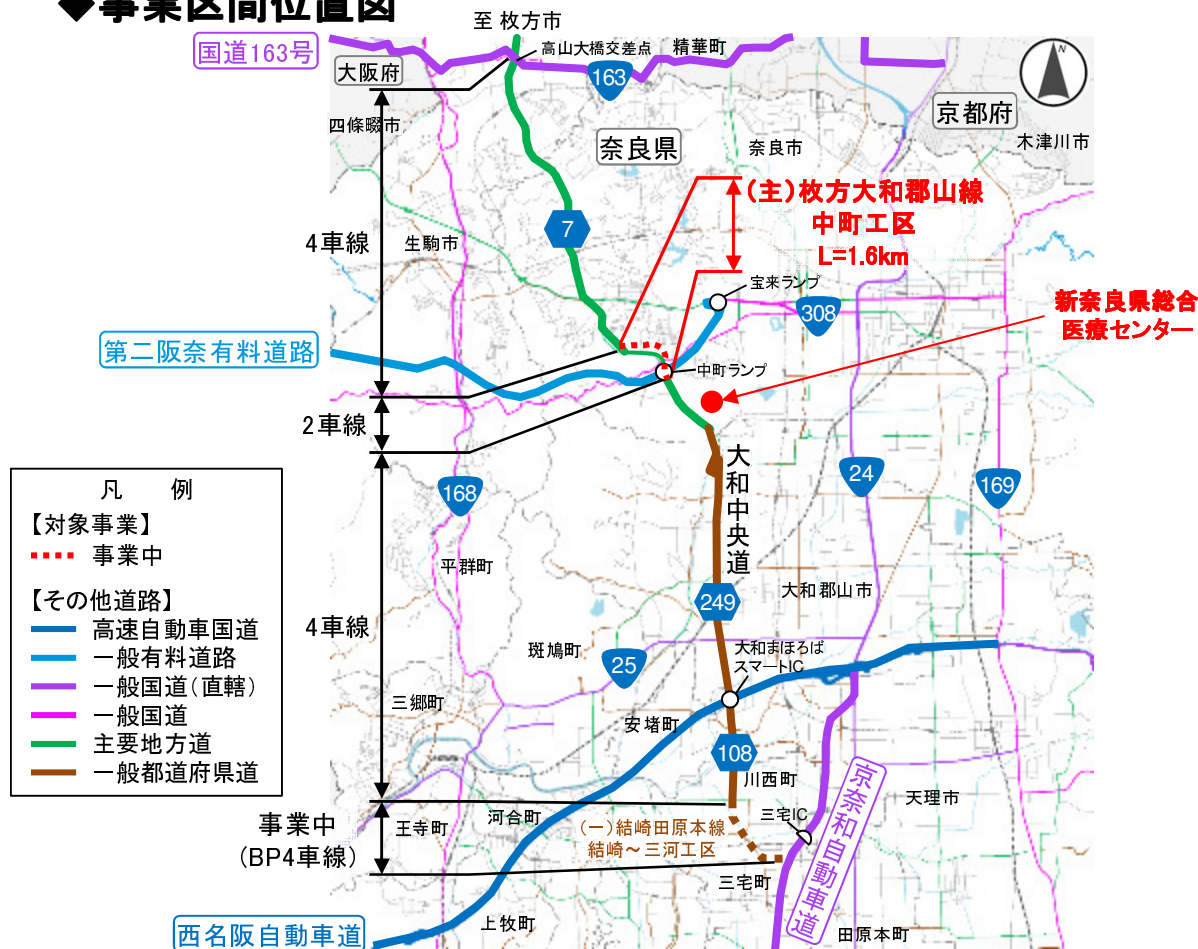 ◆事業区間位置図
至 枚方市
国道163号
高山大橋交差点
精華町
N
大阪府
163
京都府
四條畷市
奈良県
奈良市
木津川市
(主)枚方大和郡山線
中町工区
L=1.6km
7
4車線
生駒市
宝来ランプ
308
新奈良県総合
医療センター
第二阪奈有料道路
中町ランプ
2車線
大和中央道
24
169
168
凡 例
【対象事業】
事業中
【その他道路】
高速自動車国道
一般有料道路
一般国道(直轄)
一般国道
主要地方道
一般都道府県道
平群町
249
大和郡山市
4車線
斑鳩町
25
大和まほろば
スマートIC
三郷町
安堵町
108
川西町
京奈和自動車道
天理市
事業中
(BP4車線)
王寺町
河合町
(一)結崎田原本線
結崎~三河工区
三宅IC
三宅町
上牧町
西名阪自動車道
田原本町